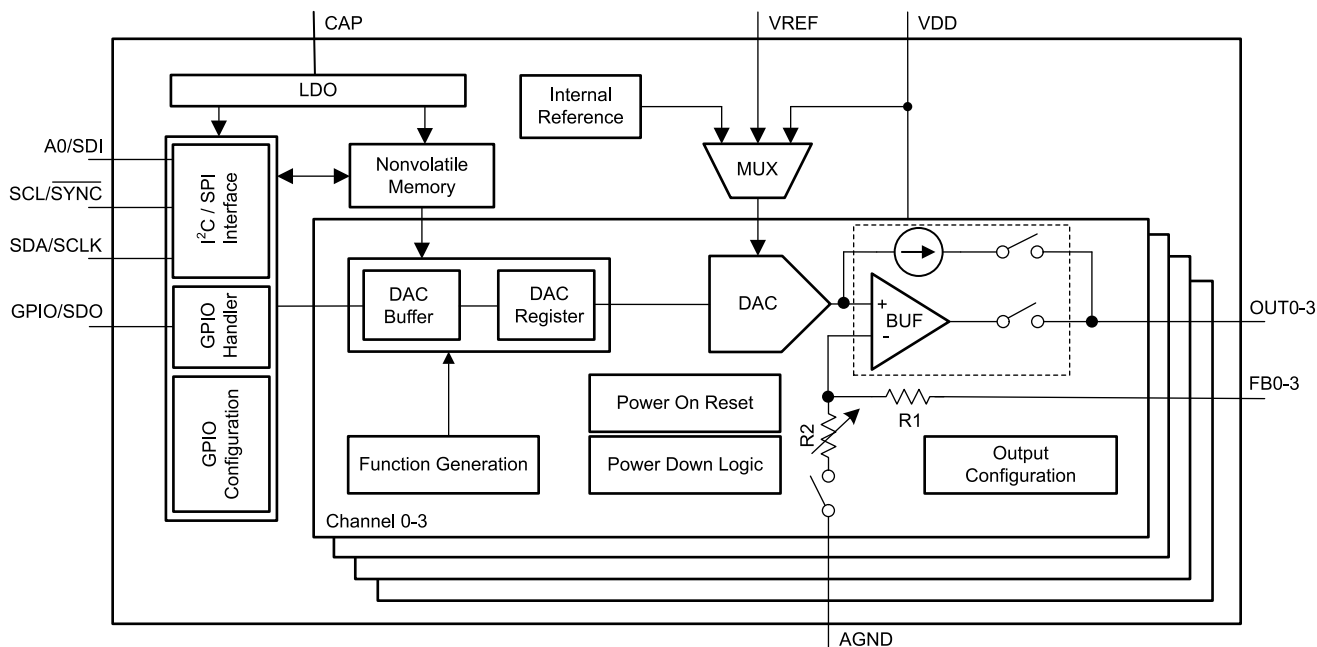 CAP
VREF
VDD
LDO
Internal
Reference
A0/SDI
SCL/SYNC
SDA/SCLK
GPIO/SDO
I²C / SPI
Interface
GPIO
Handler
GPIO
Configuration
Nonvolatile
Memory
MUX
DAC
Buffer
DAC
Register
DAC
+
BUF
-
OUT0-3
FB0-3
R1
R2
Function Generation
Power On Reset
Power Down Logic
Output
Configuration
Channel 0-3
AGND